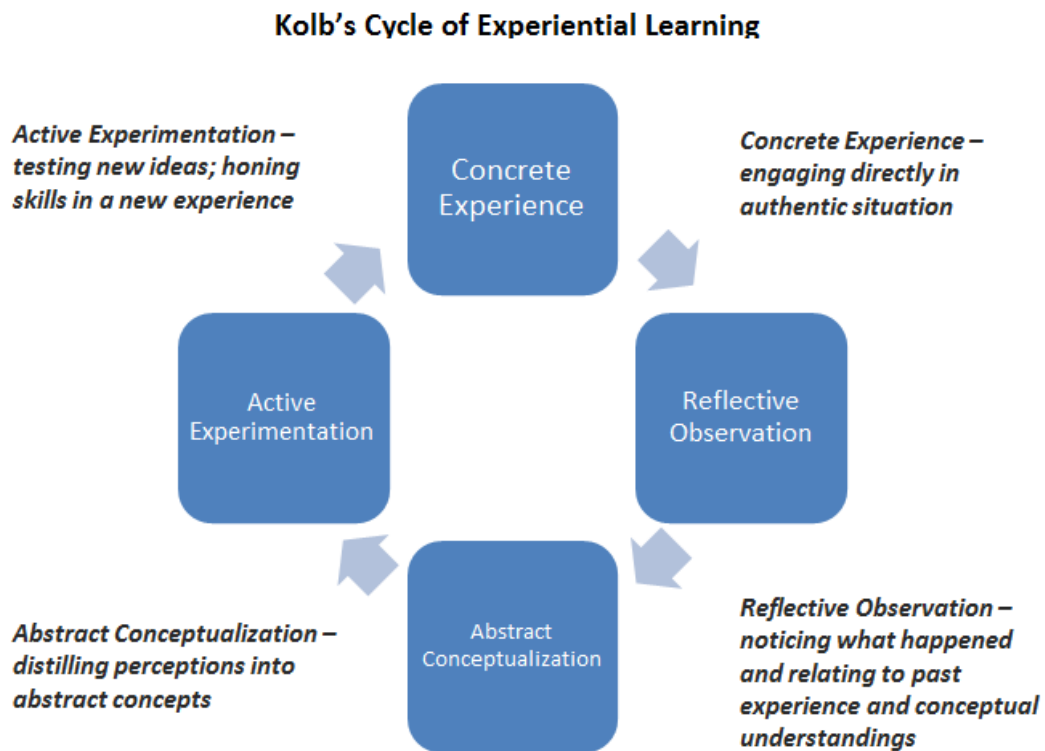 Kolb’s Cycle of Experiential Learning
Active Experimentation –
testing new ideas; honing
skills in a new experience
Concrete
Experience
Concrete Experience –
engaging directly in
authentic situation
Active
Experimentation
Reflective
Observation
Abstract Conceptualization –
distilling perceptions into
abstract concepts
Abstract
Conceptualization
Reflective Observation –
noticing what happened
and relating to past
experience and conceptual
understandings